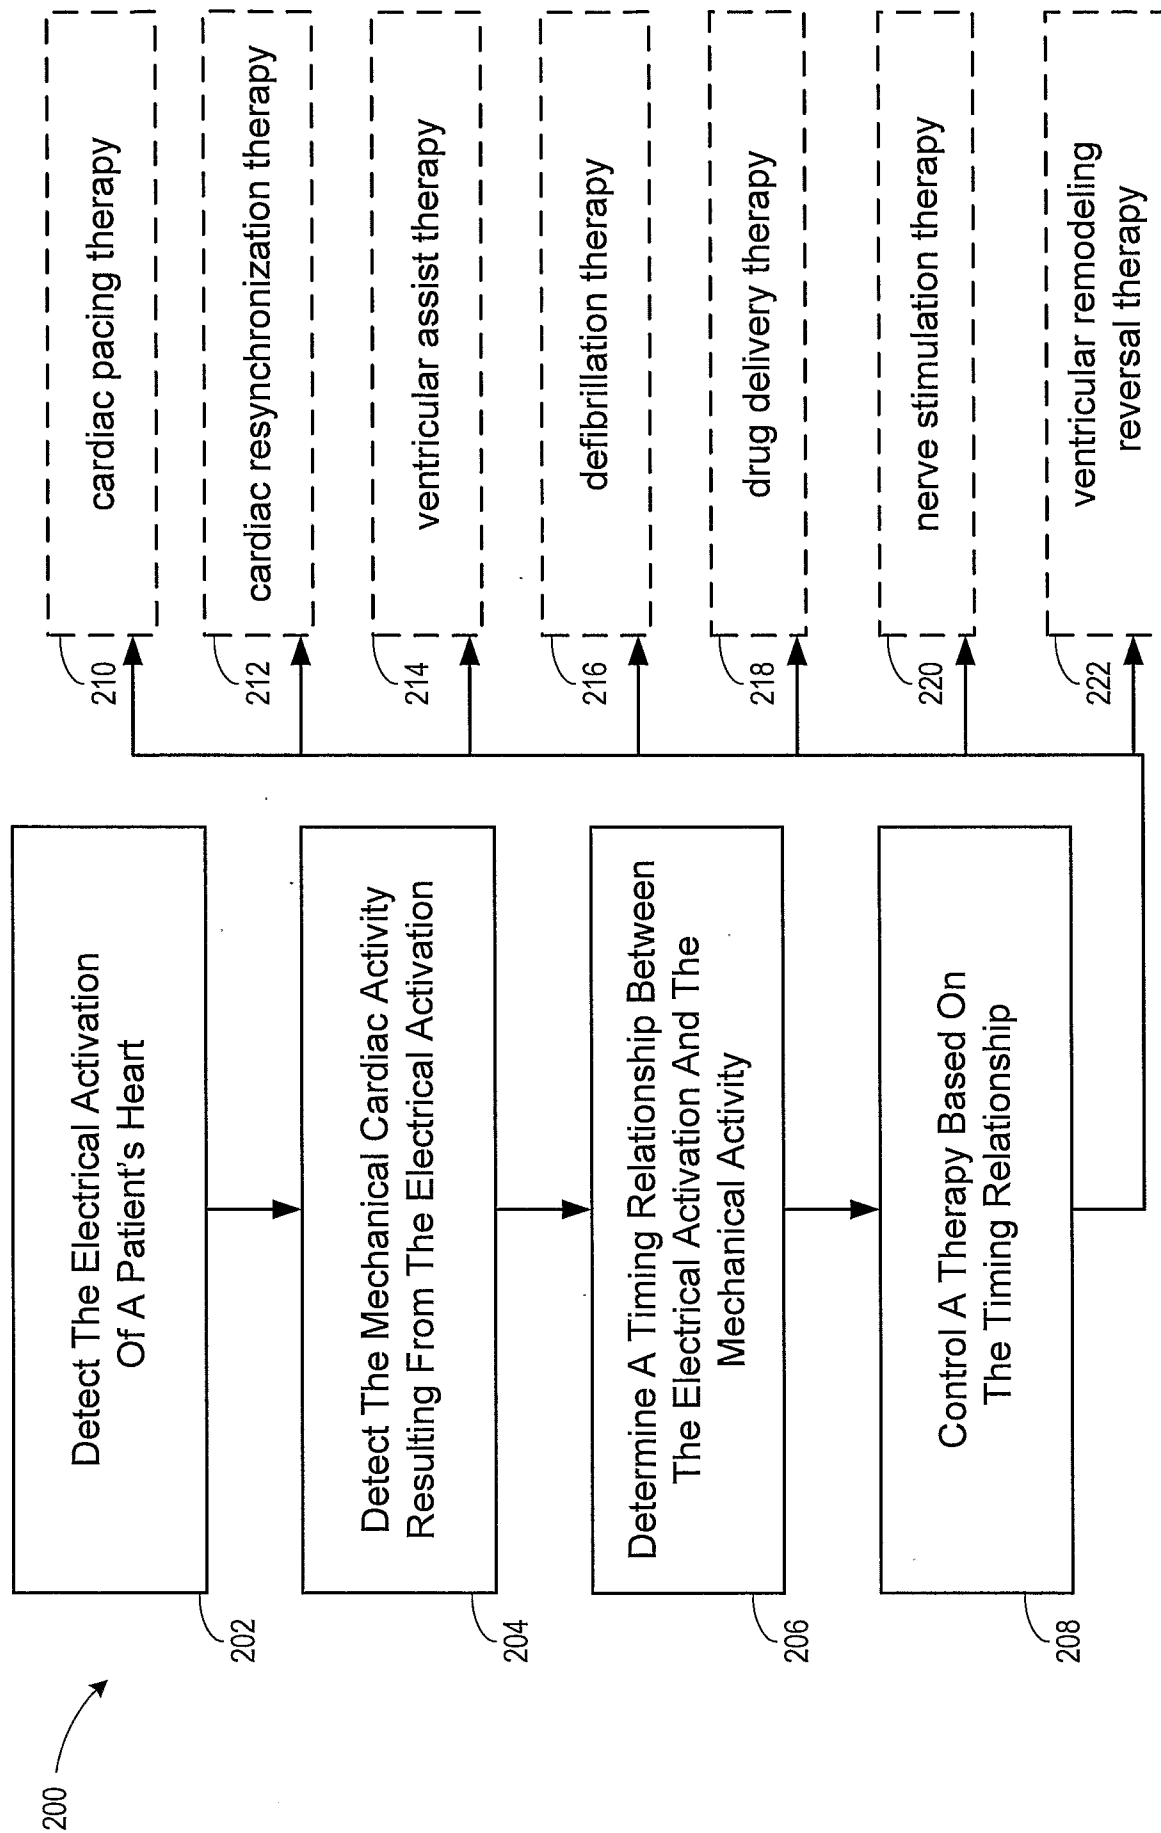 200
202
Detect The Electrical Activation
Of A Patient's Heart
204
Detect The Mechanical Cardiac Activity
Resulting From The Electrical Activation
206
Determine A Timing Relationship Between
The Electrical Activation And The
Mechanical Activity
208
Control A Therapy Based On
The Timing Relationship
210
cardiac pacing therapy
212
cardiac resynchronization therapy
214
ventricular assist therapy
216
defibrillation therapy
218
drug delivery therapy
220
nerve stimulation therapy
222
ventricular remodeling
reversal therapy